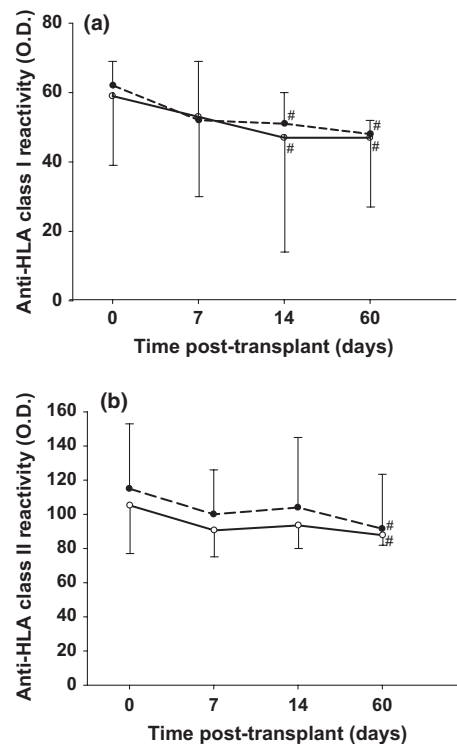 (a)
Anti-HLA class I reactivity (O.D.)
80
60
40
20
0
#
#
#
#
0 7 14 60
Time post-transplant (days)
(b)
Anti-HLA class II reactivity (O.D.)
160
140
120
100
80
60
40
20
0
#
#
0 7 14 60
Time post-transplant (days)